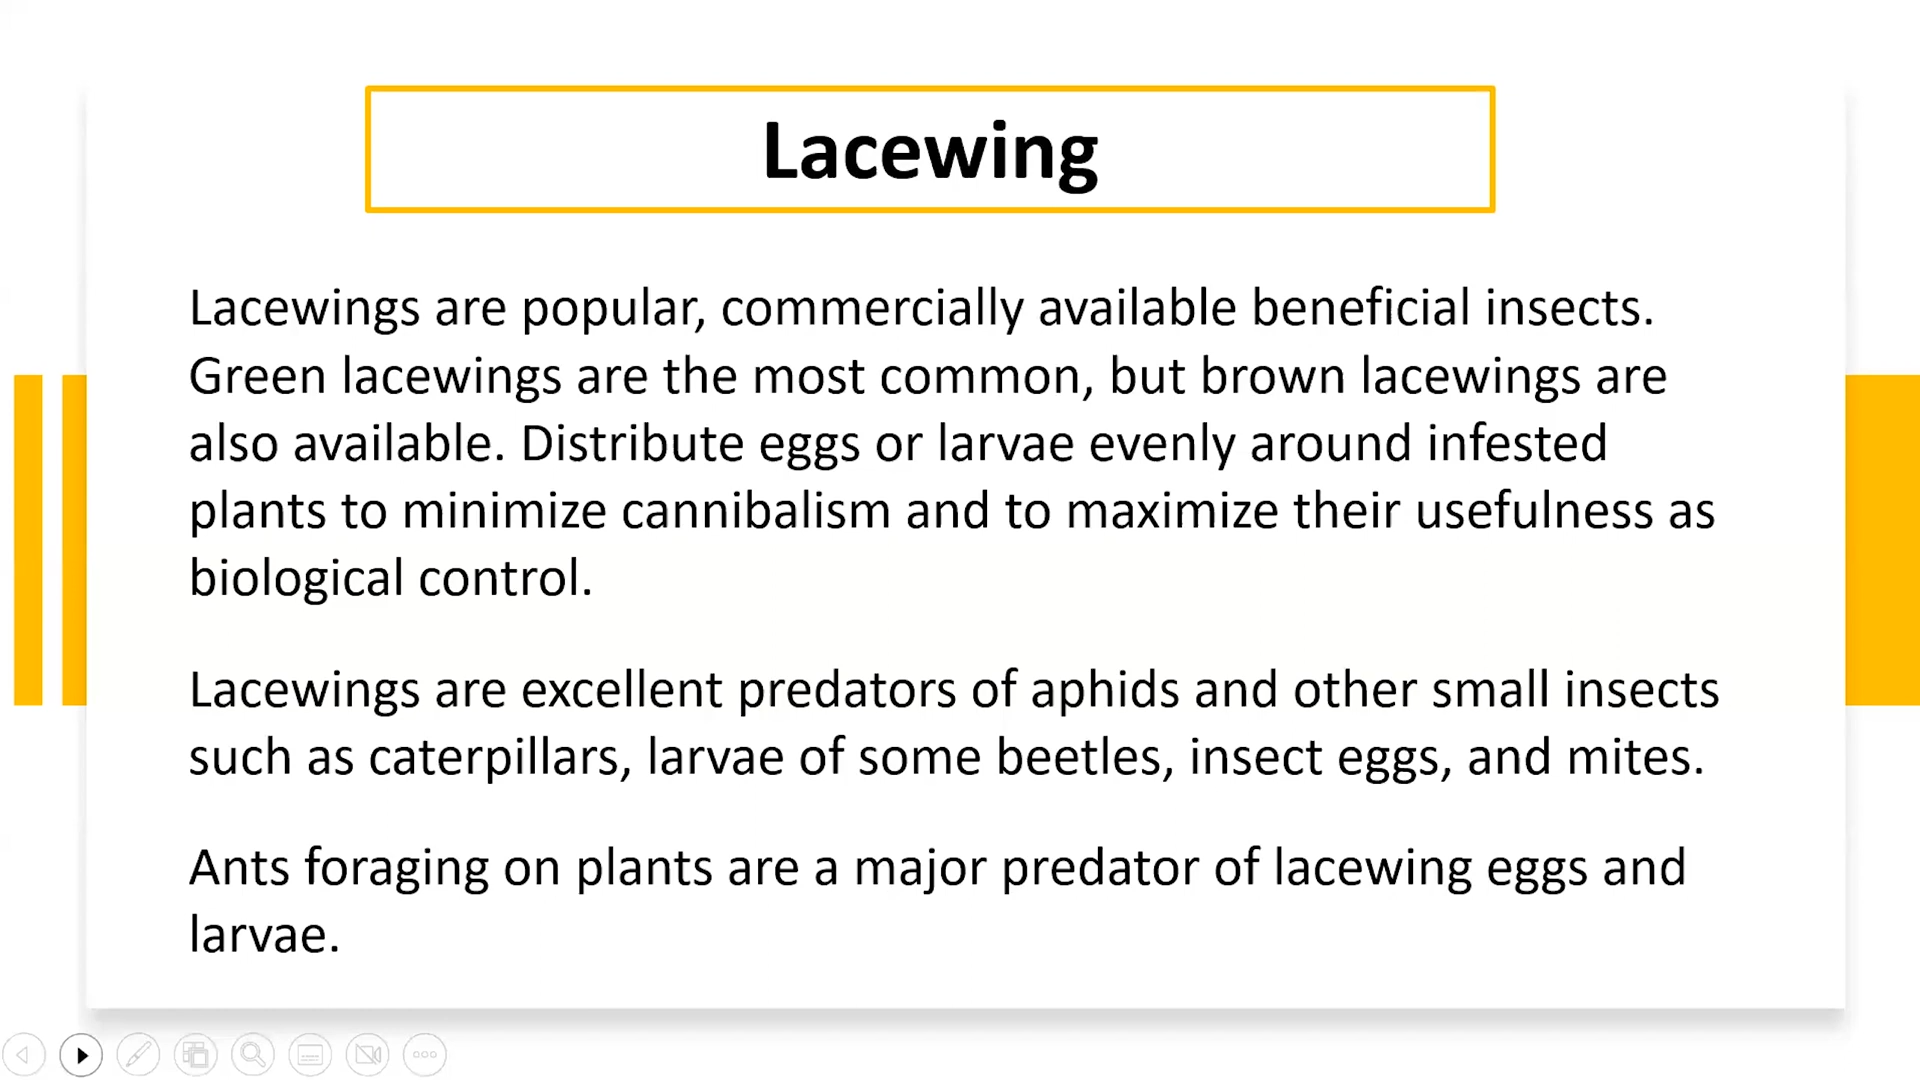 Lacewing
Lacewings are popular, commercially available beneficial insects.
Green lacewings are the most common, but brown lacewings are
also available. Distribute eggs or larvae evenly around infested
plants to minimize cannibalism and to maximize their usefulness as
biological control.
Lacewings are excellent predators of aphids and other small insects
such as caterpillars, larvae of some beetles, insect eggs, and mites.
Ants foraging on plants are a major predator of lacewing eggs and
larvae.